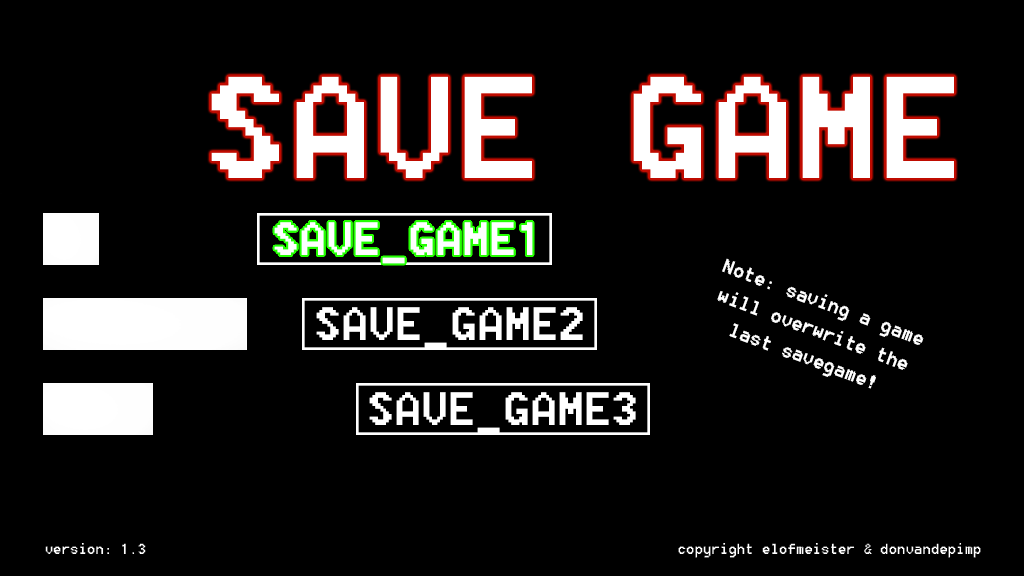 SAVE GAME
SAVE_GAME1
SAVE_GAME2
SAVE_GAME3
Note: saving a game
will overwrite the
last savegame!
version: 1.3
copyright elofmeister & donvandepimp